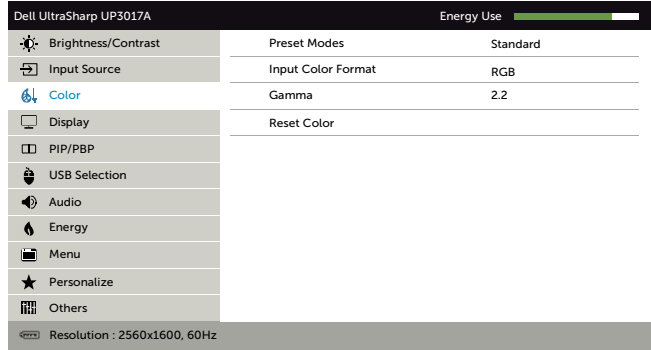 Dell UltraSharp UP3017A Energy Use
Brightness/Contrast Preset Modes Standard
Input Source Input Color Format RGB
Color Gamma 2.2
Display Reset Color
PIP/PBP
USB Selection
Audio
Energy
Menu
Personalize
Others
Resolution : 2560x1600, 60Hz